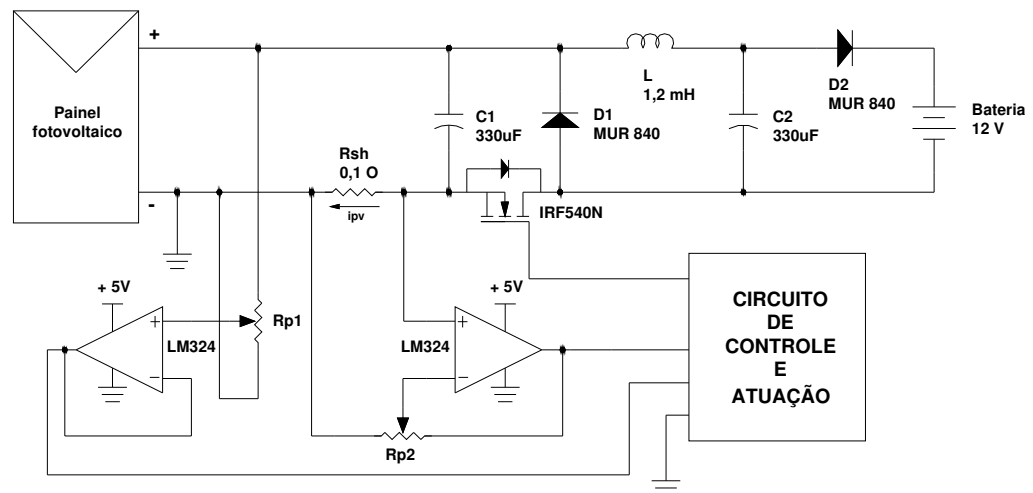 +
Painel
fotovoltaico
-
Rsh
0,1 O
ipv
C1
330uF
D1
MUR 840
L
1,2 mH
C2
330uF
D2
MUR 840
Bateria
12 V
IRF540N
+ 5V
+
LM324
−
Rp1
+ 5V
LM324
+
−
Rp2
CIRCUITO
DE
CONTROLE
E
ATUAÇÃO